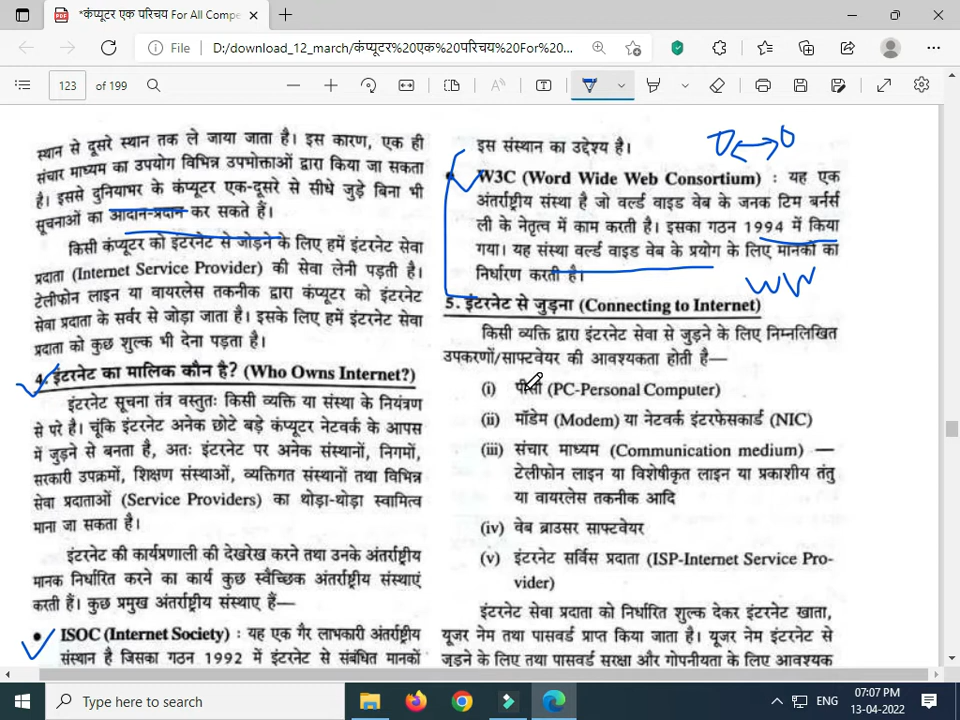 *कंप्यूटर एक परिचय For All Compe
File
D:/download_12_march/कंप्यूटर%20एक%20परिचय%20For%20...
123
of 199
स्थान से दूसरे स्थान तक ले जाया जाता है। इस कारण, एक ही
संचार माध्यम का उपयोग विभिन्न उपभोक्ताओं द्वारा किया जा सकता
है। इससे दुनियाभर के कंप्यूटर एक-दूसरे से सीधे जुड़े बिना भी
सूचनाओं का आदान-प्रदान कर सकते हैं।
किसी कंप्यूटर को इंटरनेट से जोड़ने के लिए हमें इंटरनेट सेवा
प्रदाता (Internet Service Provider) की सेवा लेनी पड़ती है।
टेलीफोन लाइन या वायरलेस तकनीक द्वारा कंप्यूटर को इंटरनेट
सेवा प्रदाता के सर्वर से जोड़ा जाता है। इसके लिए हमें इंटरनेट सेवा
प्रदाता को कुछ शुल्क भी देना पड़ता है।
4. इंटरनेट का मालिक कौन है? (Who Owns Internet?)
इंटरनेट सूचना तंत्र वस्तुतः किसी व्यक्ति या संस्था के नियंत्रण
से परे है। चूंकि इंटरनेट अनेक छोटे बड़े कंप्यूटर नेटवर्क के आपस
में जुड़ने से बनता है, अतः इंटरनेट पर अनेक संस्थानों, निगमों,
सरकारी उपक्रमों, शिक्षण संस्थाओं, व्यक्तिगत संस्थानों तथा विभिन्न
सेवा प्रदाताओं (Service Providers) का थोड़ा-थोड़ा स्वामित्व
माना जा सकता है।
इंटरनेट की कार्यप्रणाली की देखरेख करने तथा उनके अंतर्राष्ट्रीय
मानक निर्धारित करने का कार्य कुछ स्वैच्छिक अंतर्राष्ट्रीय संस्थाएं
करती हैं। कुछ प्रमुख अंतर्राष्ट्रीय संस्थाए हैं—
• ISOC (Internet Society) : यह एक गैर लाभकारी अंतर्राष्ट्रीय
संस्थान है जिसका गठन 1992 में इंटरनेट से संबंधित मानकों
इस संस्थान का उद्देश्य है।
• W3C (Word Wide Web Consortium) : यह एक
अंतर्राष्ट्रीय संस्था है जो वर्ल्ड वाइड वेब के जनक टिम बर्नर्स
ली के नेतृत्व में काम करती है। इसका गठन 1994 में किया
गया। यह संस्था वर्ल्ड वाइड वेब के प्रयोग के लिए मानकों का
निर्धारण करती है।
WW
5. इंटरनेट से जुड़ना (Connecting to Internet)
किसी व्यक्ति द्वारा इंटरनेट सेवा से जुड़ने के लिए निम्नलिखित
उपकरणों/साफ्टवेयर की आवश्यकता होती है—
(i) पीसी (PC-Personal Computer)
(ii) मॉडेम (Modem) या नेटवर्क इंटरफेसकार्ड (NIC)
(iii) संचार माध्यम (Communication medium) —
टेलीफोन लाइन या विशेषीकृत लाइन या प्रकाशीय तंतु
या वायरलेस तकनीक आदि
(iv) वेब ब्राउसर साफ्टवेयर
(v) इंटरनेट सर्विस प्रदाता (ISP-Internet Service Pro-
vider)
इंटरनेट सेवा प्रदाता को निर्धारित शुल्क देकर इंटरनेट खाता,
यूजर नेम तथा पासवर्ड प्राप्त किया जाता है। यूजर नेम इंटरनेट से
जुड़ने के लिए तथा पासवर्ड सुरक्षा और गोपनीयता के लिए आवश्यक
Type here to search
ENG
07:07 PM
13-04-2022